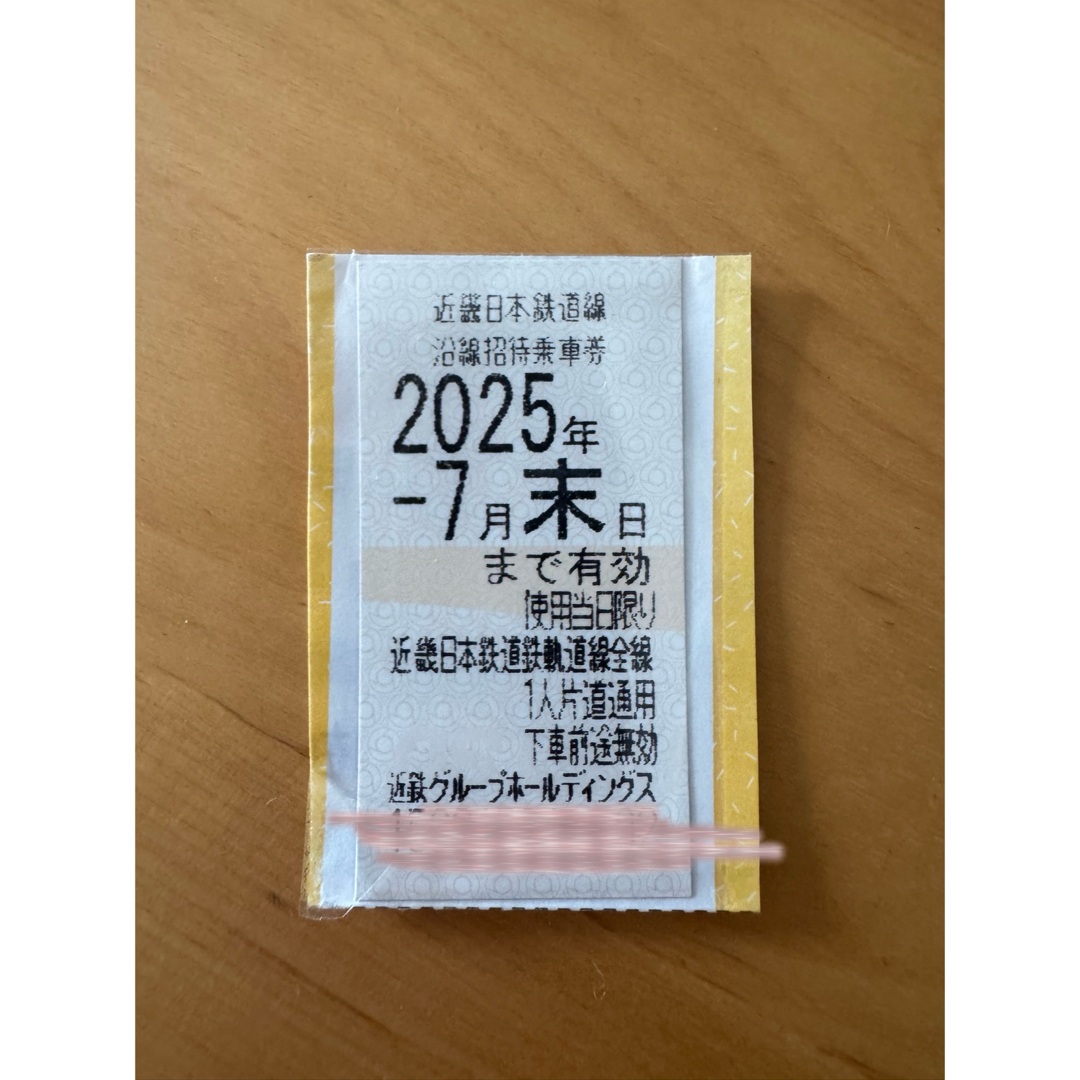 近畿日本鉄道線
沿線招待乗車券
2025年
-7月末日
まで有効
使用当日限り
近畿日本鉄道鉄軌道線全線
1人片道通用
下車前途無効
近鉄グループホールディングス